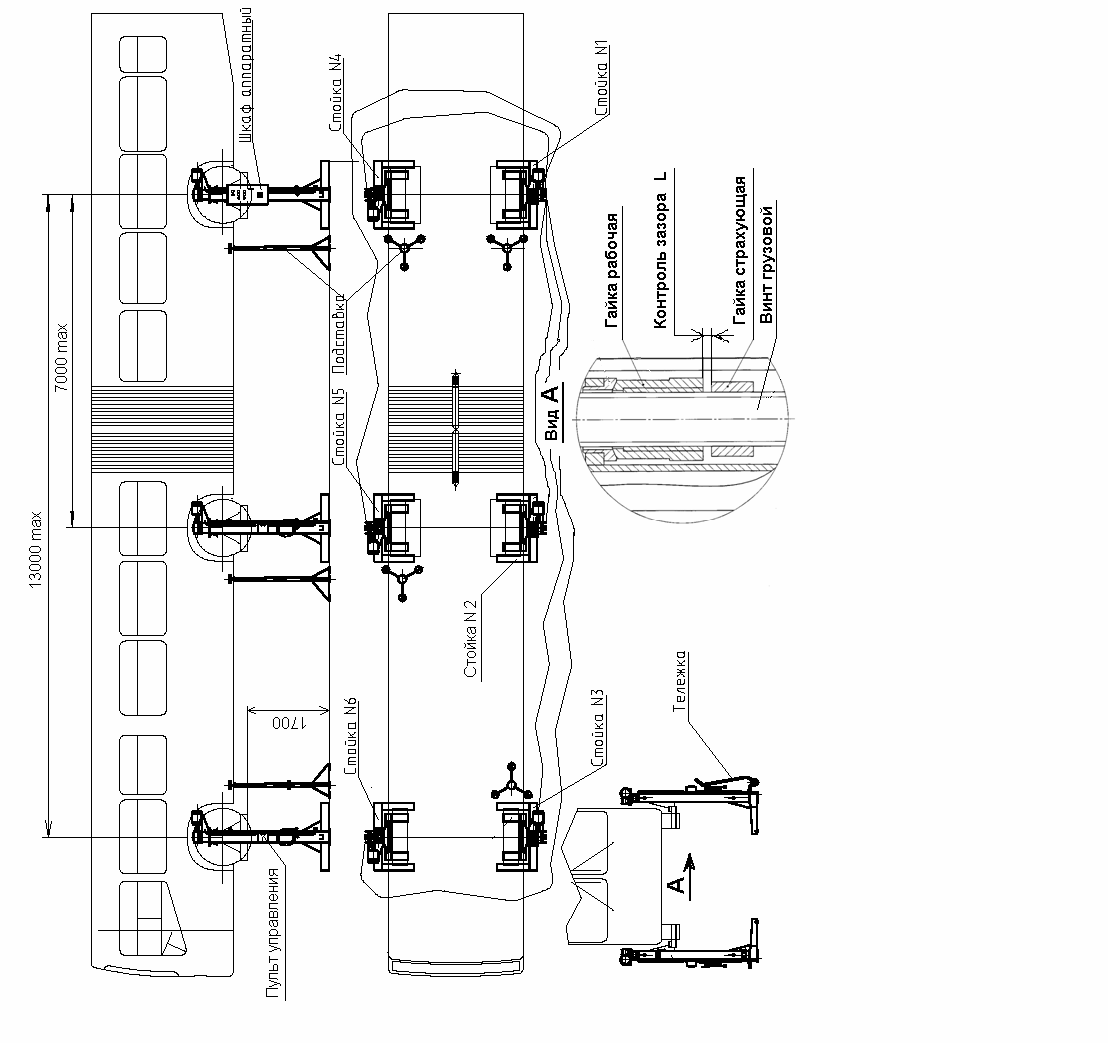 Шкаф аппаратный
Стойка N4
Стойка N1
7000 max
13000 max
Подставка
Стойка N5
Вид А
Гайка рабочая
Контроль зазора L
Гайка страхующая
Винт грузовой
Стойка N2
1700
Стойка N6
Стойка N3
Тележка
Пульт управления
А